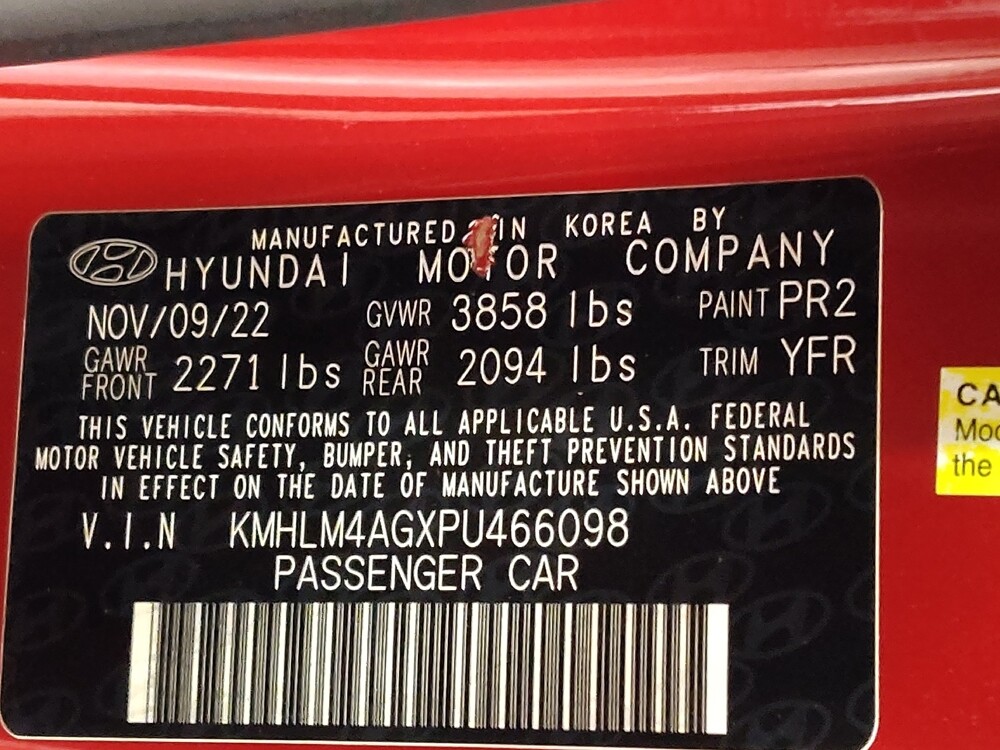 MANUFACTURED IN KOREA BY
HYUNDAI MOTOR COMPANY
NOV/09/22 GVWR 3858 lbs PAINT PR2
GAWR FRONT 2271 lbs GAWR REAR 2094 lbs TRIM YFR
THIS VEHICLE CONFORMS TO ALL APPLICABLE U.S.A. FEDERAL
MOTOR VEHICLE SAFETY, BUMPER, AND THEFT PREVENTION STANDARDS
IN EFFECT ON THE DATE OF MANUFACTURE SHOWN ABOVE
V.I.N KMHLM4AGXPU466098
PASSENGER CAR
CA
Moo
the